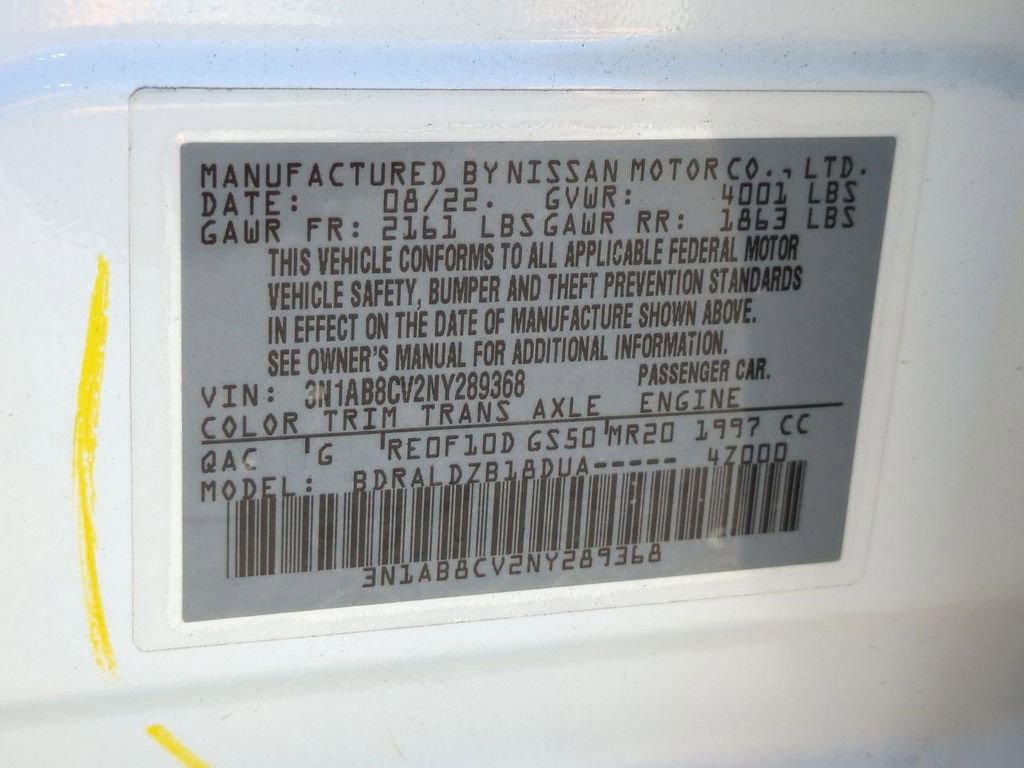 MANUFACTURED BY NISSAN MOTOR CO., LTD.
DATE: 08/22. GVWR: 4001 LBS
GAWR FR: 2161 LBS GAWR RR: 1863 LBS
THIS VEHICLE CONFORMS TO ALL APPLICABLE FEDERAL MOTOR
VEHICLE SAFETY, BUMPER AND THEFT PREVENTION STANDARDS
IN EFFECT ON THE DATE OF MANUFACTURE SHOWN ABOVE.
SEE OWNER'S MANUAL FOR ADDITIONAL INFORMATION.
VIN: 3N1AB8CV2NY289368 PASSENGER CAR.
COLOR TRIM TRANS AXLE ENGINE
QAC G RE0F10D GS50 MR20 1997 CC
MODEL: BDRALDZB18DUA----- 4Z000
3N1AB8CV2NY289368